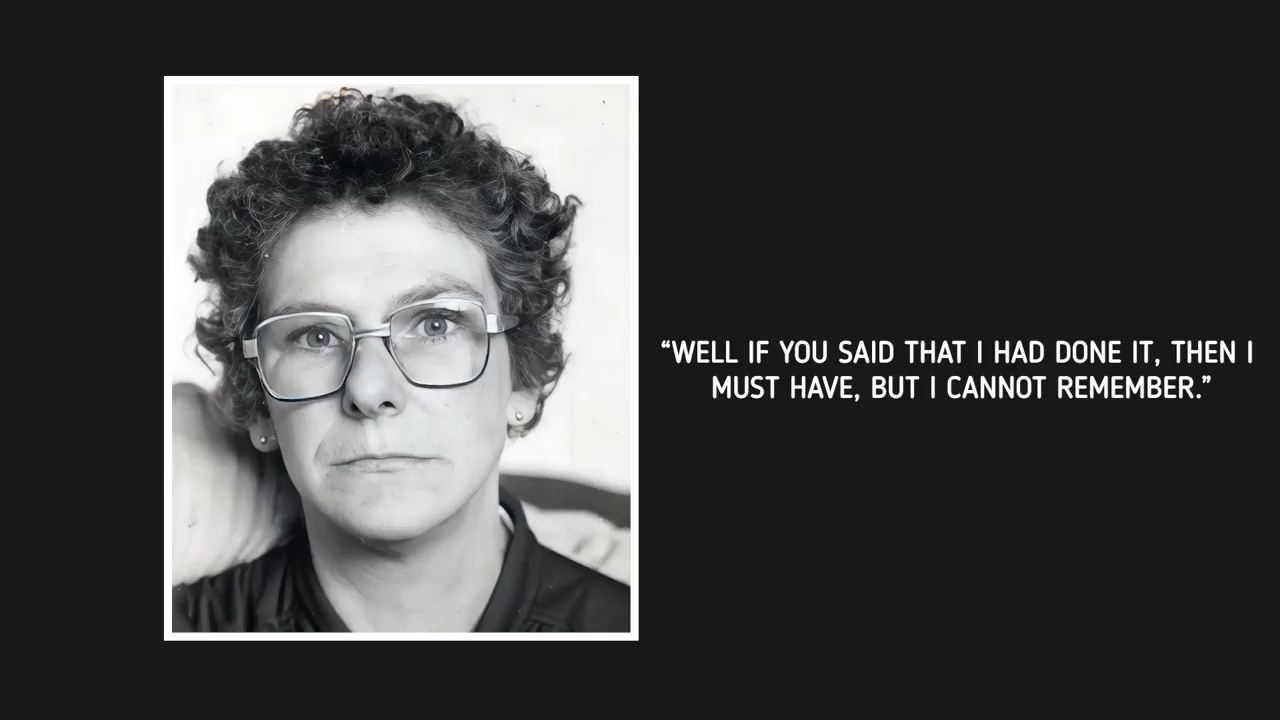 “WELL IF YOU SAID THAT I HAD DONE IT, THEN I
MUST HAVE, BUT I CANNOT REMEMBER.”